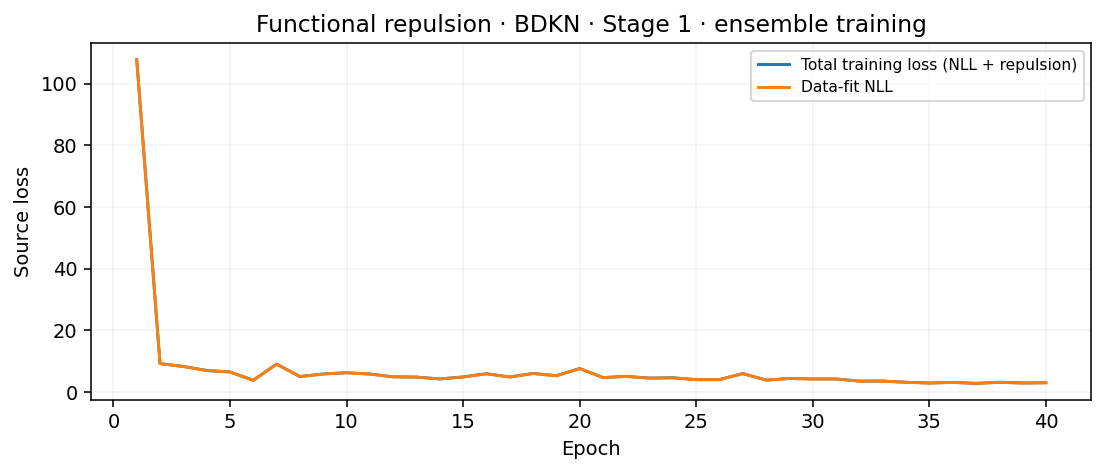 Functional repulsion · BDKN · Stage 1 · ensemble training
Total training loss (NLL + repulsion)
Data-fit NLL
Source loss
100
80
60
40
20
0
0 5 10 15 20 25 30 35 40
Epoch